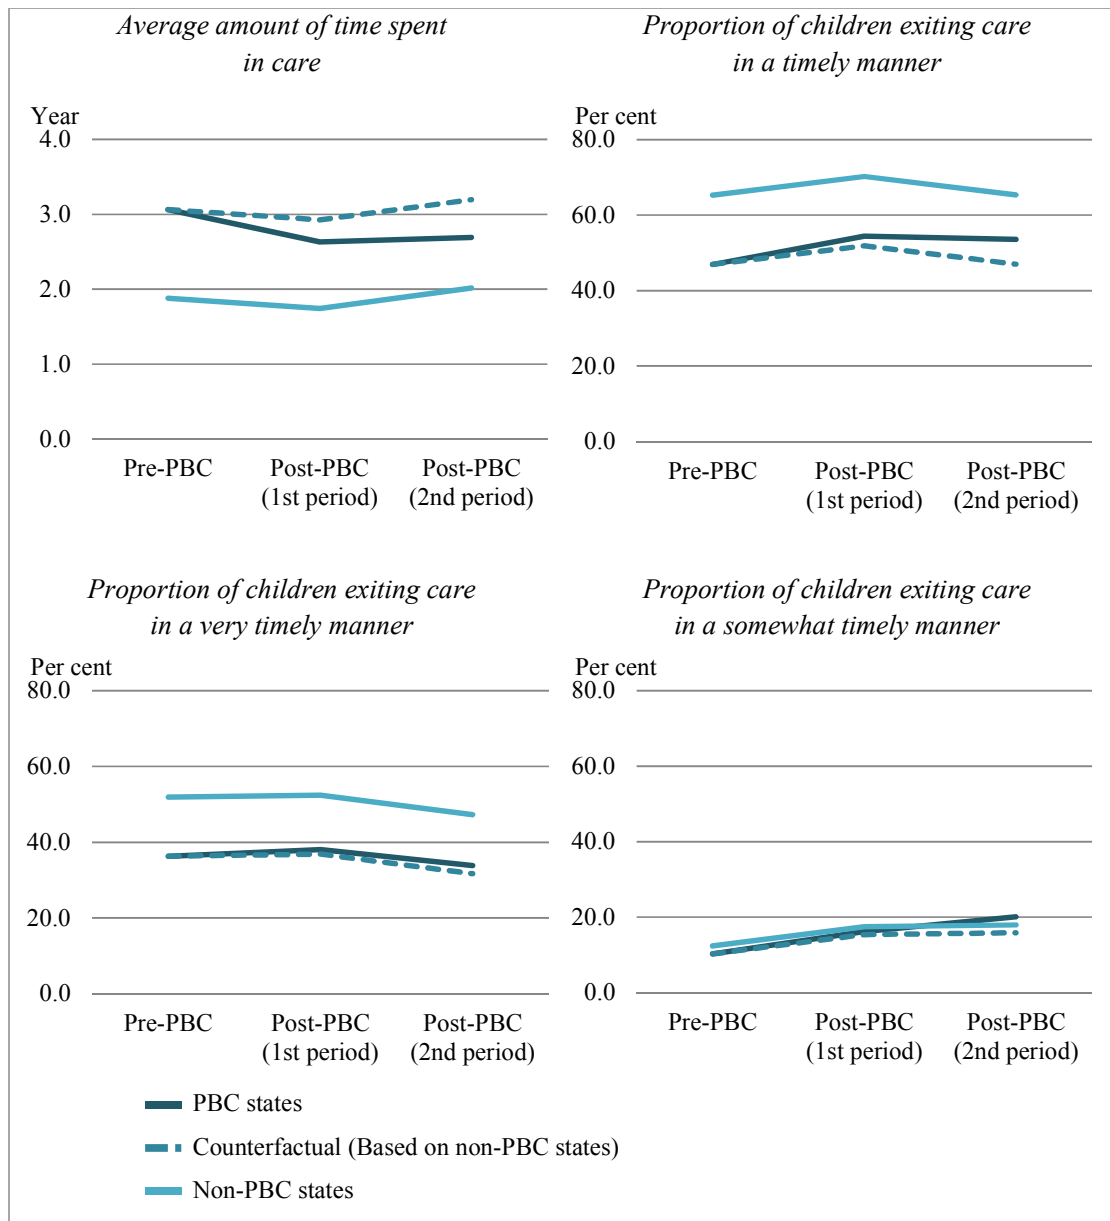 Average amount of time spent
in care
Year
4.0
3.0
2.0
1.0
0.0
Pre-PBC
Post-PBC
(1st period)
Post-PBC
(2nd period)
Proportion of children exiting care
in a timely manner
Per cent
80.0
60.0
40.0
20.0
0.0
Pre-PBC
Post-PBC
(1st period)
Post-PBC
(2nd period)
Proportion of children exiting care
in a very timely manner
Per cent
80.0
60.0
40.0
20.0
0.0
Pre-PBC
Post-PBC
(1st period)
Post-PBC
(2nd period)
Proportion of children exiting care
in a somewhat timely manner
Per cent
80.0
60.0
40.0
20.0
0.0
Pre-PBC
Post-PBC
(1st period)
Post-PBC
(2nd period)
PBC states
Counterfactual (Based on non-PBC states)
Non-PBC states